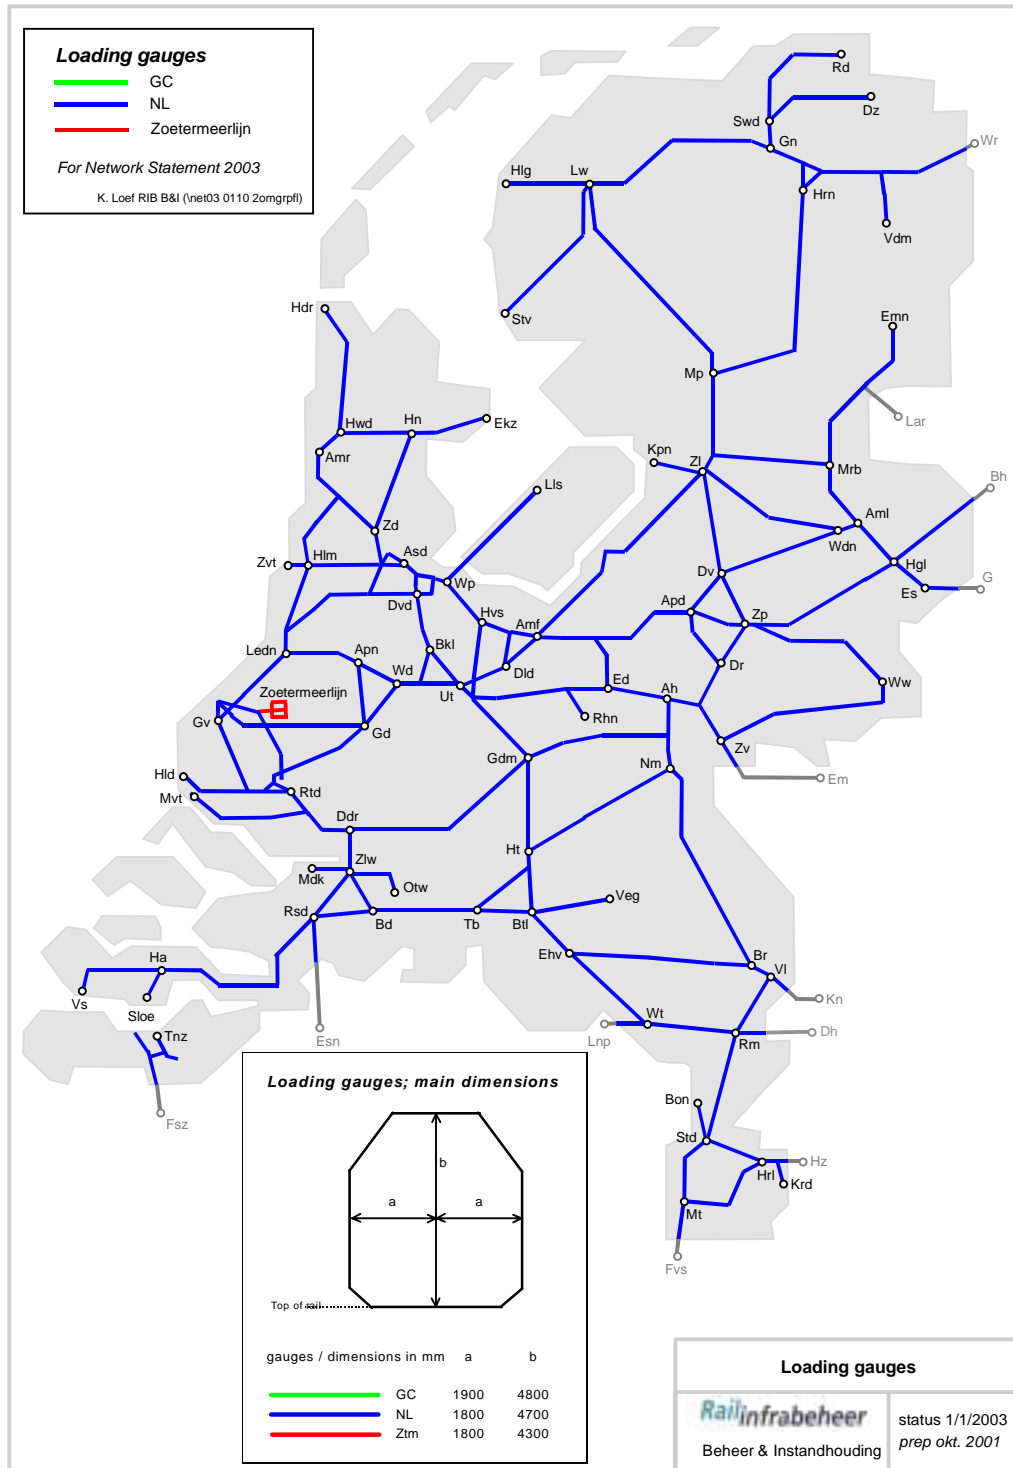 Loading gauges
GC
NL
Zoetermeerlijn
For Network Statement 2003
K. Loef RIB B&I (\net03 0110 2omgrpfl)
Rd
Dz
Swd
Gn
Wr
Hlg
Lw
Hrn
Vdm
Stv
Hdr
Emn
Mp
Lar
Hwd
Hn
Ekz
Amr
Kpn
Zl
Mrb
Bh
Lls
Zd
Aml
Wdn
Zvt
Hlm
Asd
Wp
Dv
Hgl
G
Es
Dvd
Hvs
Apd
Zp
Amf
Ledn
Apn
Bkl
Dld
Dr
Wd
Ut
Ed
Ah
Ww
Zoetermeerlijn
Gv
Gd
Rhn
Zv
Gdm
Nm
Em
Hld
Mvt
Rtd
Ddr
Ht
Zlw
Mdk
Otw
Veg
Rsd
Bd
Tb
Btl
Ha
Ehv
Br
Vl
Vs
Sloe
Kn
Tnz
Esn
Lnp
Wt
Rm
Dh
Fsz
Bon
Std
Hrl
Hz
Krd
Mt
Fvs
Loading gauges; main dimensions
b
a a
Top of rail
gauges / dimensions in mm a b
GC 1900 4800
NL 1800 4700
Ztm 1800 4300
Loading gauges
Railinfrabeheer
Beheer & Instandhouding
status 1/1/2003
prep okt. 2001